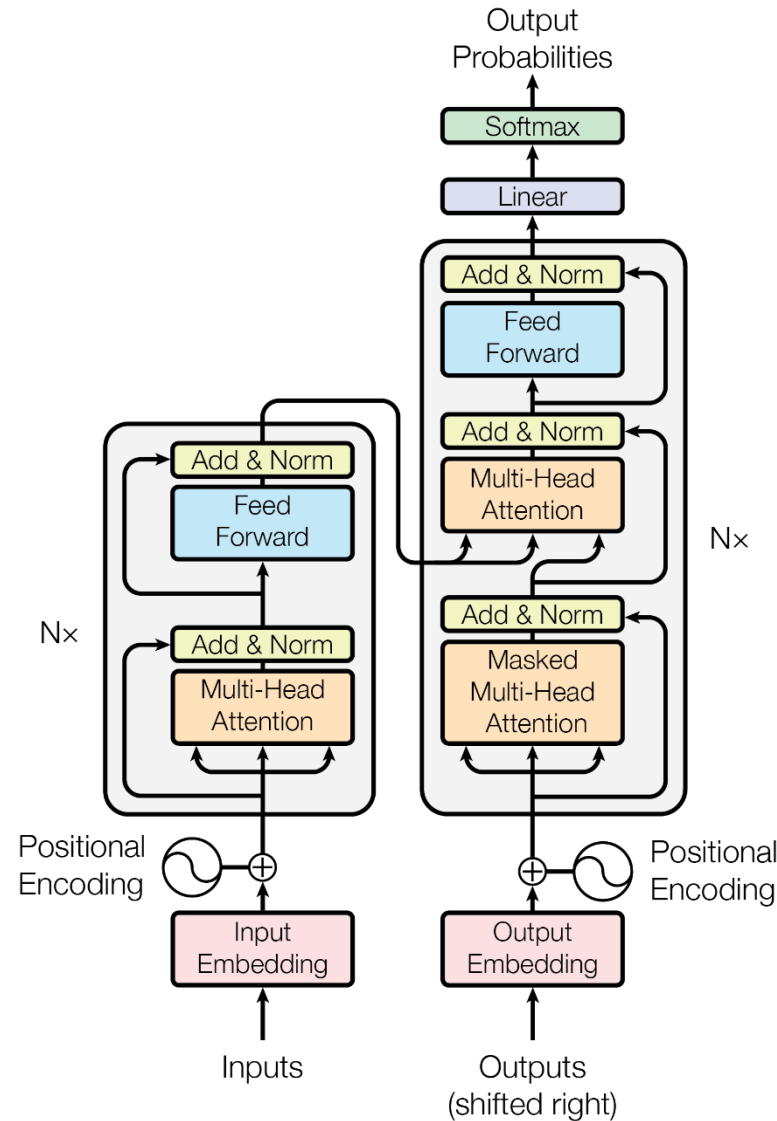 Output
Probabilities
Softmax
Linear
Add & Norm
Feed
Forward
Add & Norm
Multi-Head
Attention
Nx
Add & Norm
Masked
Multi-Head
Attention
Add & Norm
Feed
Forward
Nx
Add & Norm
Multi-Head
Attention
Positional
Encoding
Positional
Encoding
Input
Embedding
Output
Embedding
Inputs
Outputs
(shifted right)